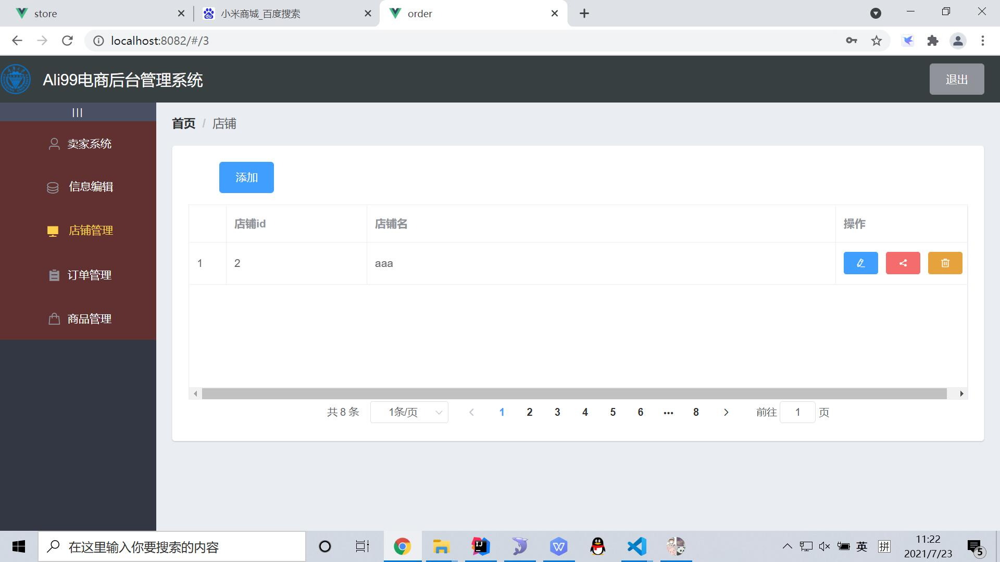 store
小米商城_百度搜索
order
localhost:8082/#/3
Ali99电商后台管理系统
退出
|||
首页 / 店铺
卖家系统
信息编辑
店铺管理
订单管理
商品管理
添加
店铺id 店铺名 操作
1 2 aaa
共 8 条 1条/页 1 2 3 4 5 6 ••• 8 前往 1 页
在这里输入你要搜索的内容
英 拼
11:22
2021/7/23
5